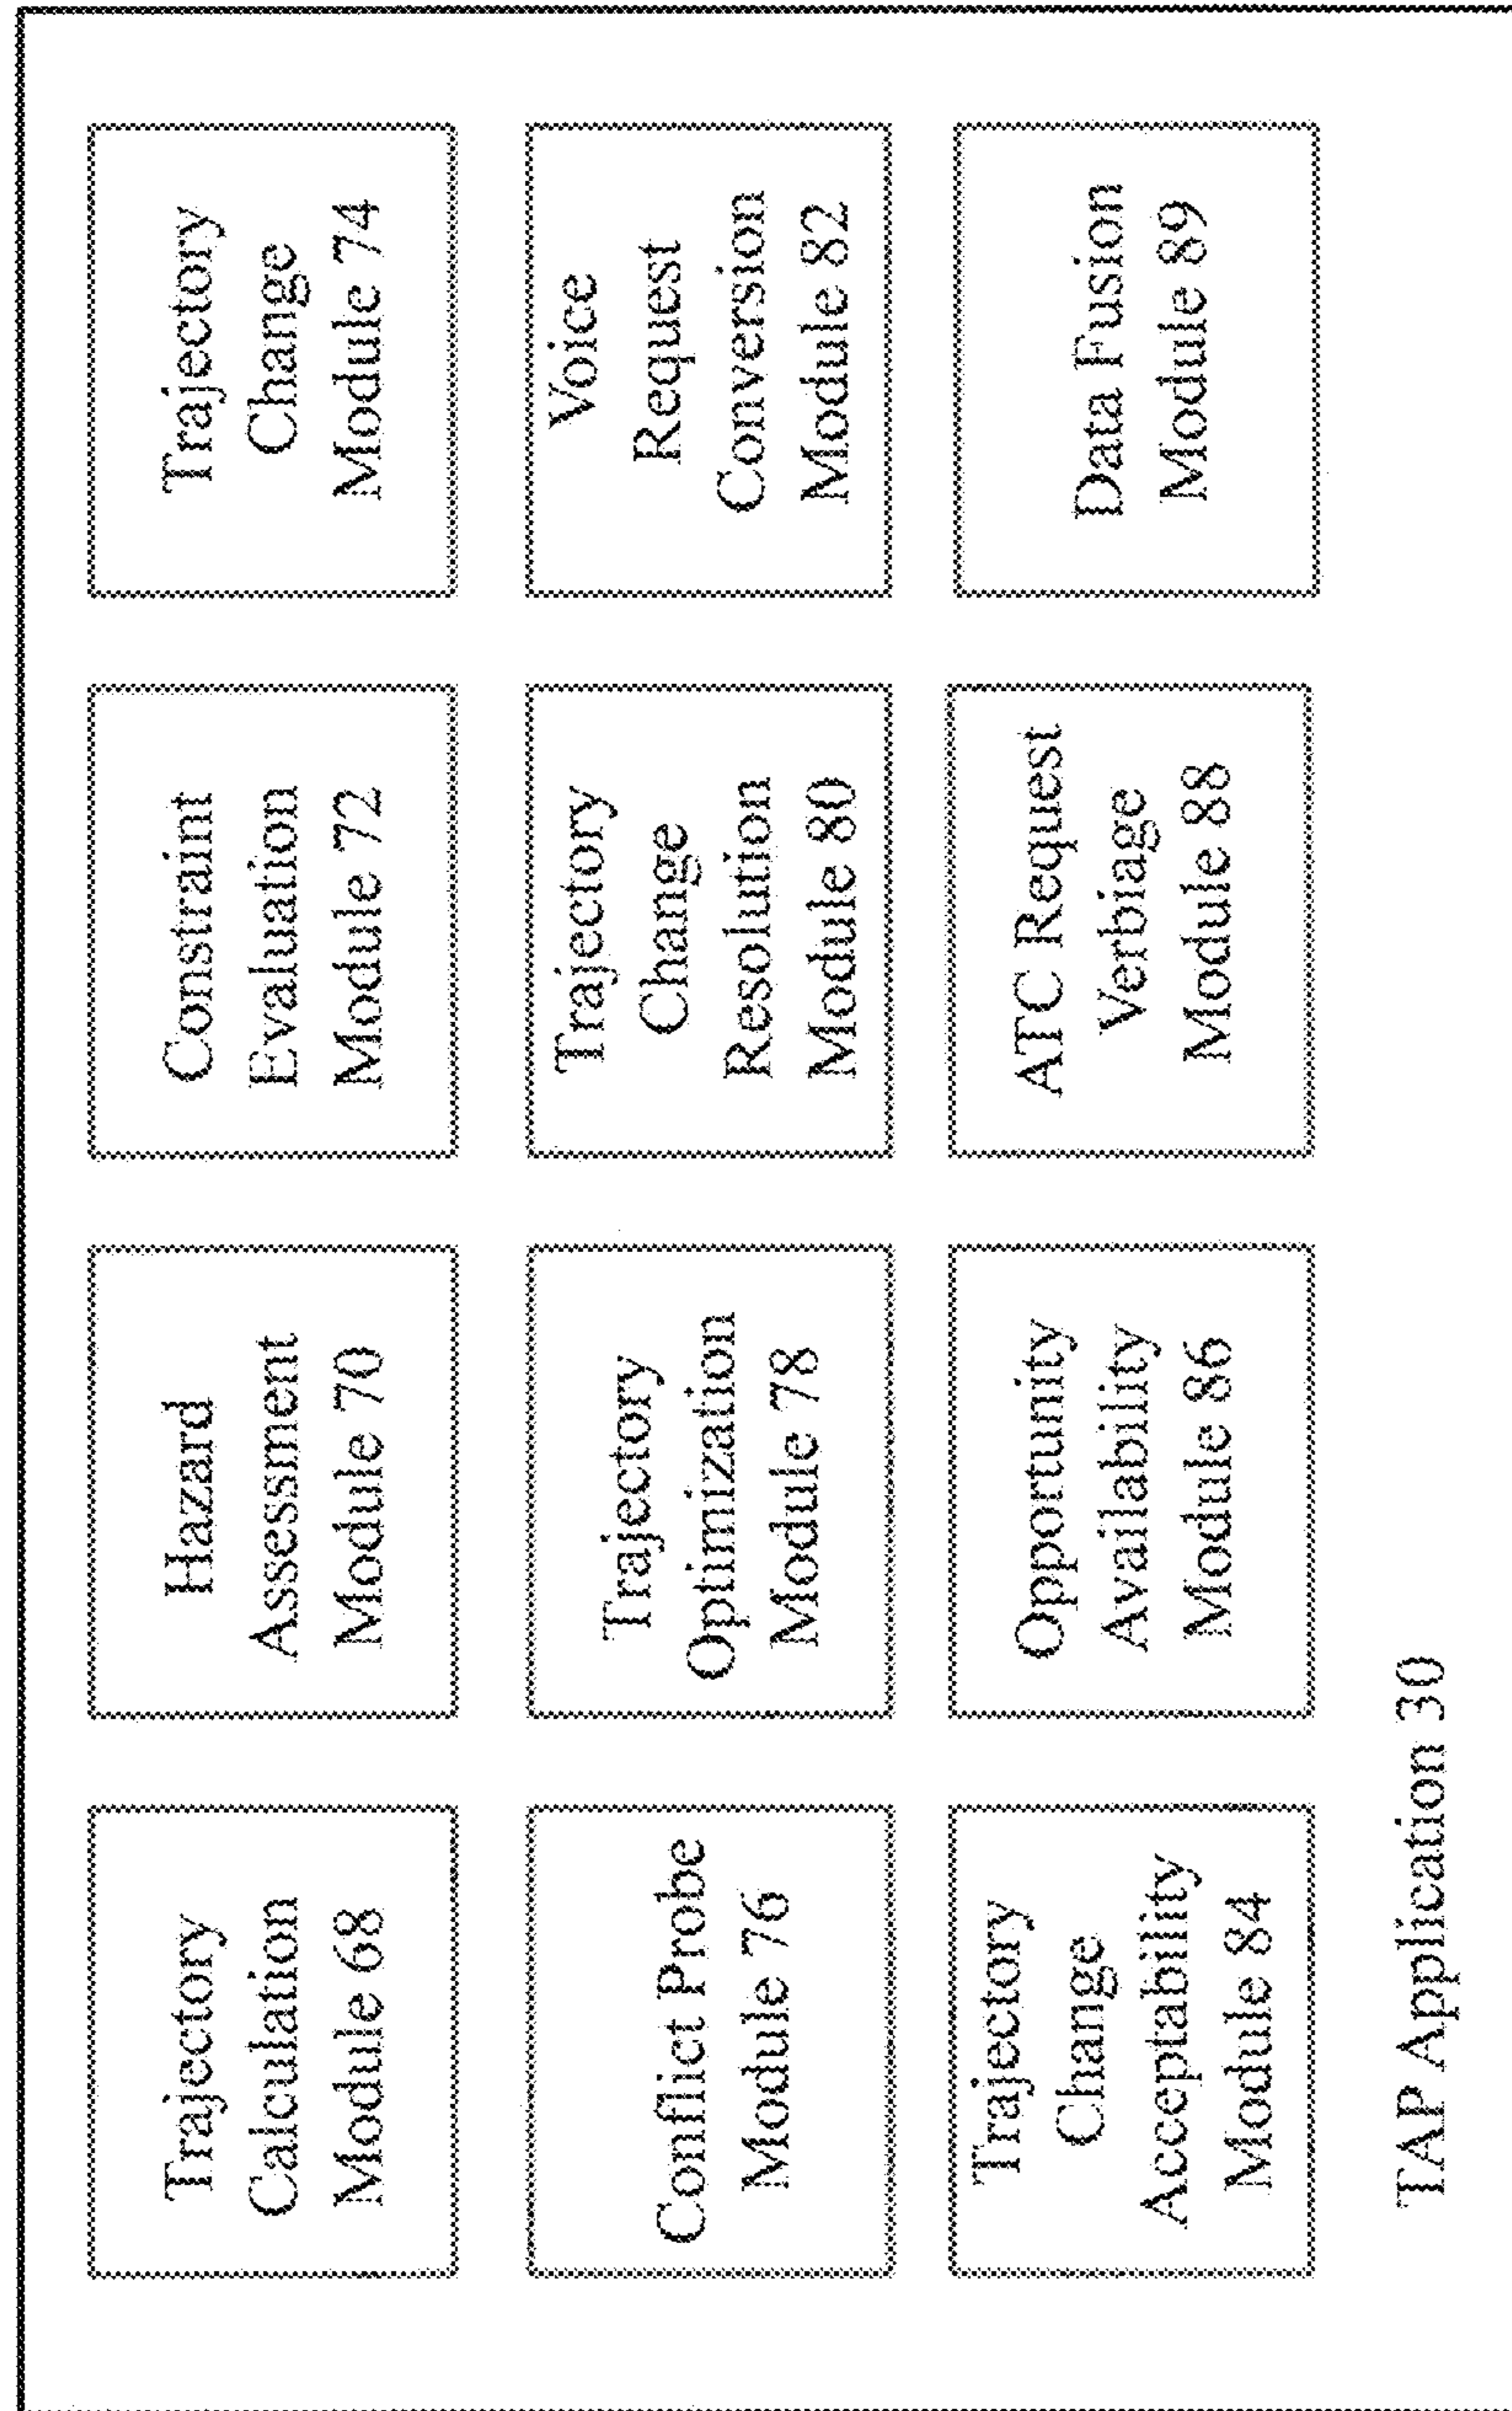 Trajectory
Calculation
Module 68
Hazard
Assessment
Module 70
Constraint
Evaluation
Module 72
Trajectory
Change
Module 74
Conflict Probe
Module 76
Trajectory
Optimization
Module 78
Trajectory
Change
Resolution
Module 80
Voice
Request
Conversion
Module 82
Trajectory
Change
Acceptability
Module 84
Opportunity
Availability
Module 86
ATC Request
Verbiage
Module 88
Data Fusion
Module 89
TAP Application 30